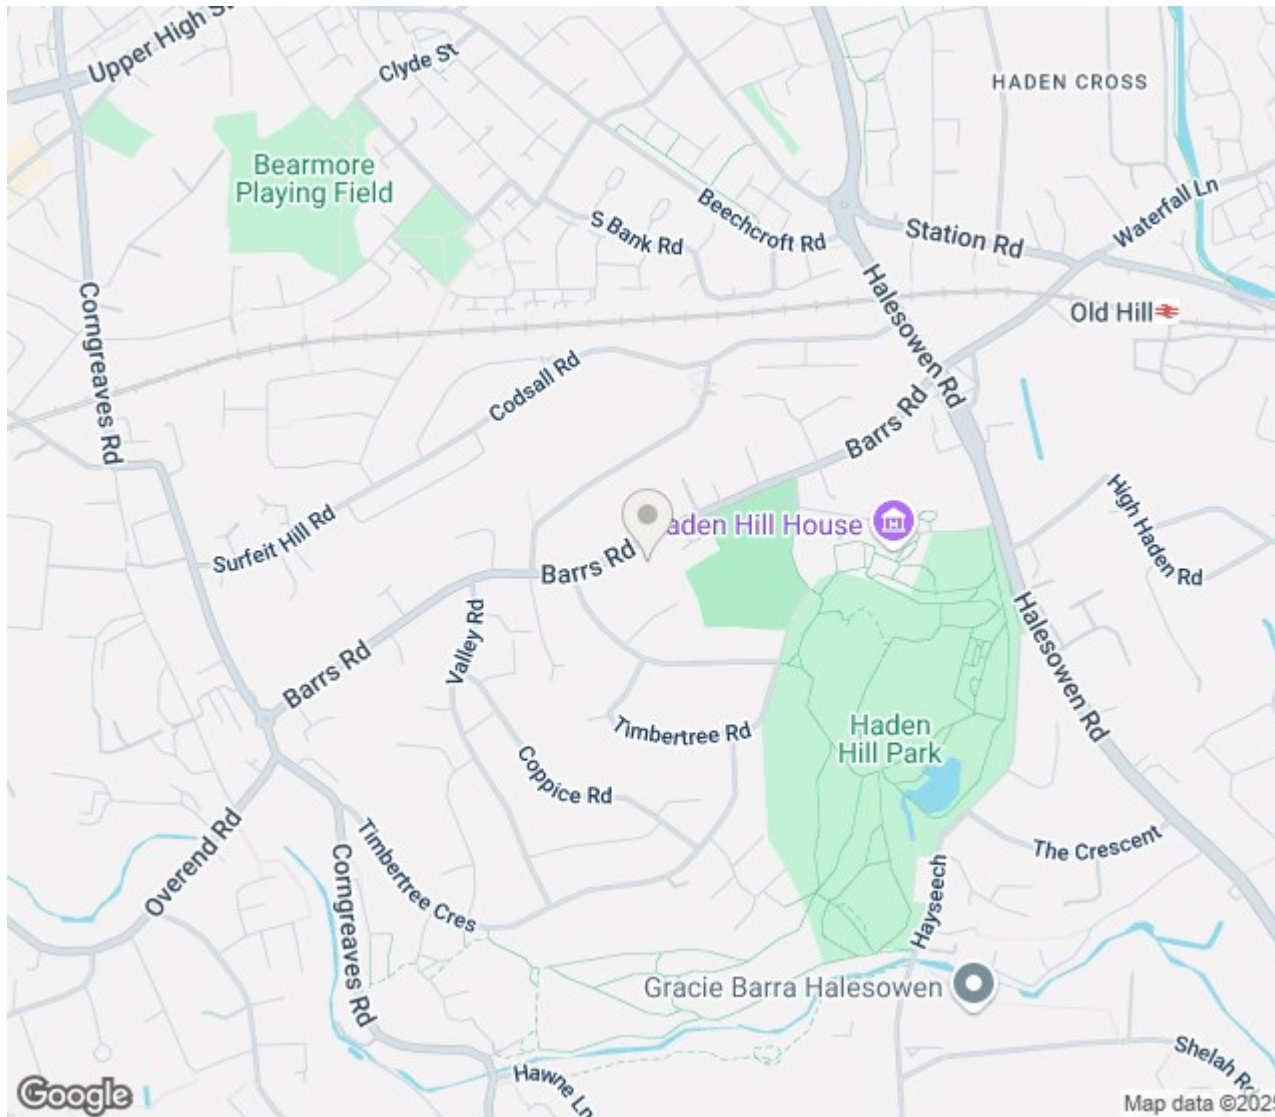 Upper High S
Clyde St
HADEN CROSS
Bearmore
Playing Field
Waterfall Ln
Beechcroft Rd
S Bank Rd
Station Rd
Corngreaves Rd
Halesowen Rd
Old Hill
Codsall Rd
Barrs Rd
High Haden Rd
Surfeit Hill Rd
aden Hill House
Barrs Rd
Halesowen Rd
Valley Rd
Barrs Rd
Timbertree Rd
Haden
Hill Park
Coppice Rd
Overend Rd
Timbertree Cres
The Crescent
Corngreaves Rd
Hayseech
Gracie Barra Halesowen
Shelah Rd
Hawne Ln
Google
Map data ©2025